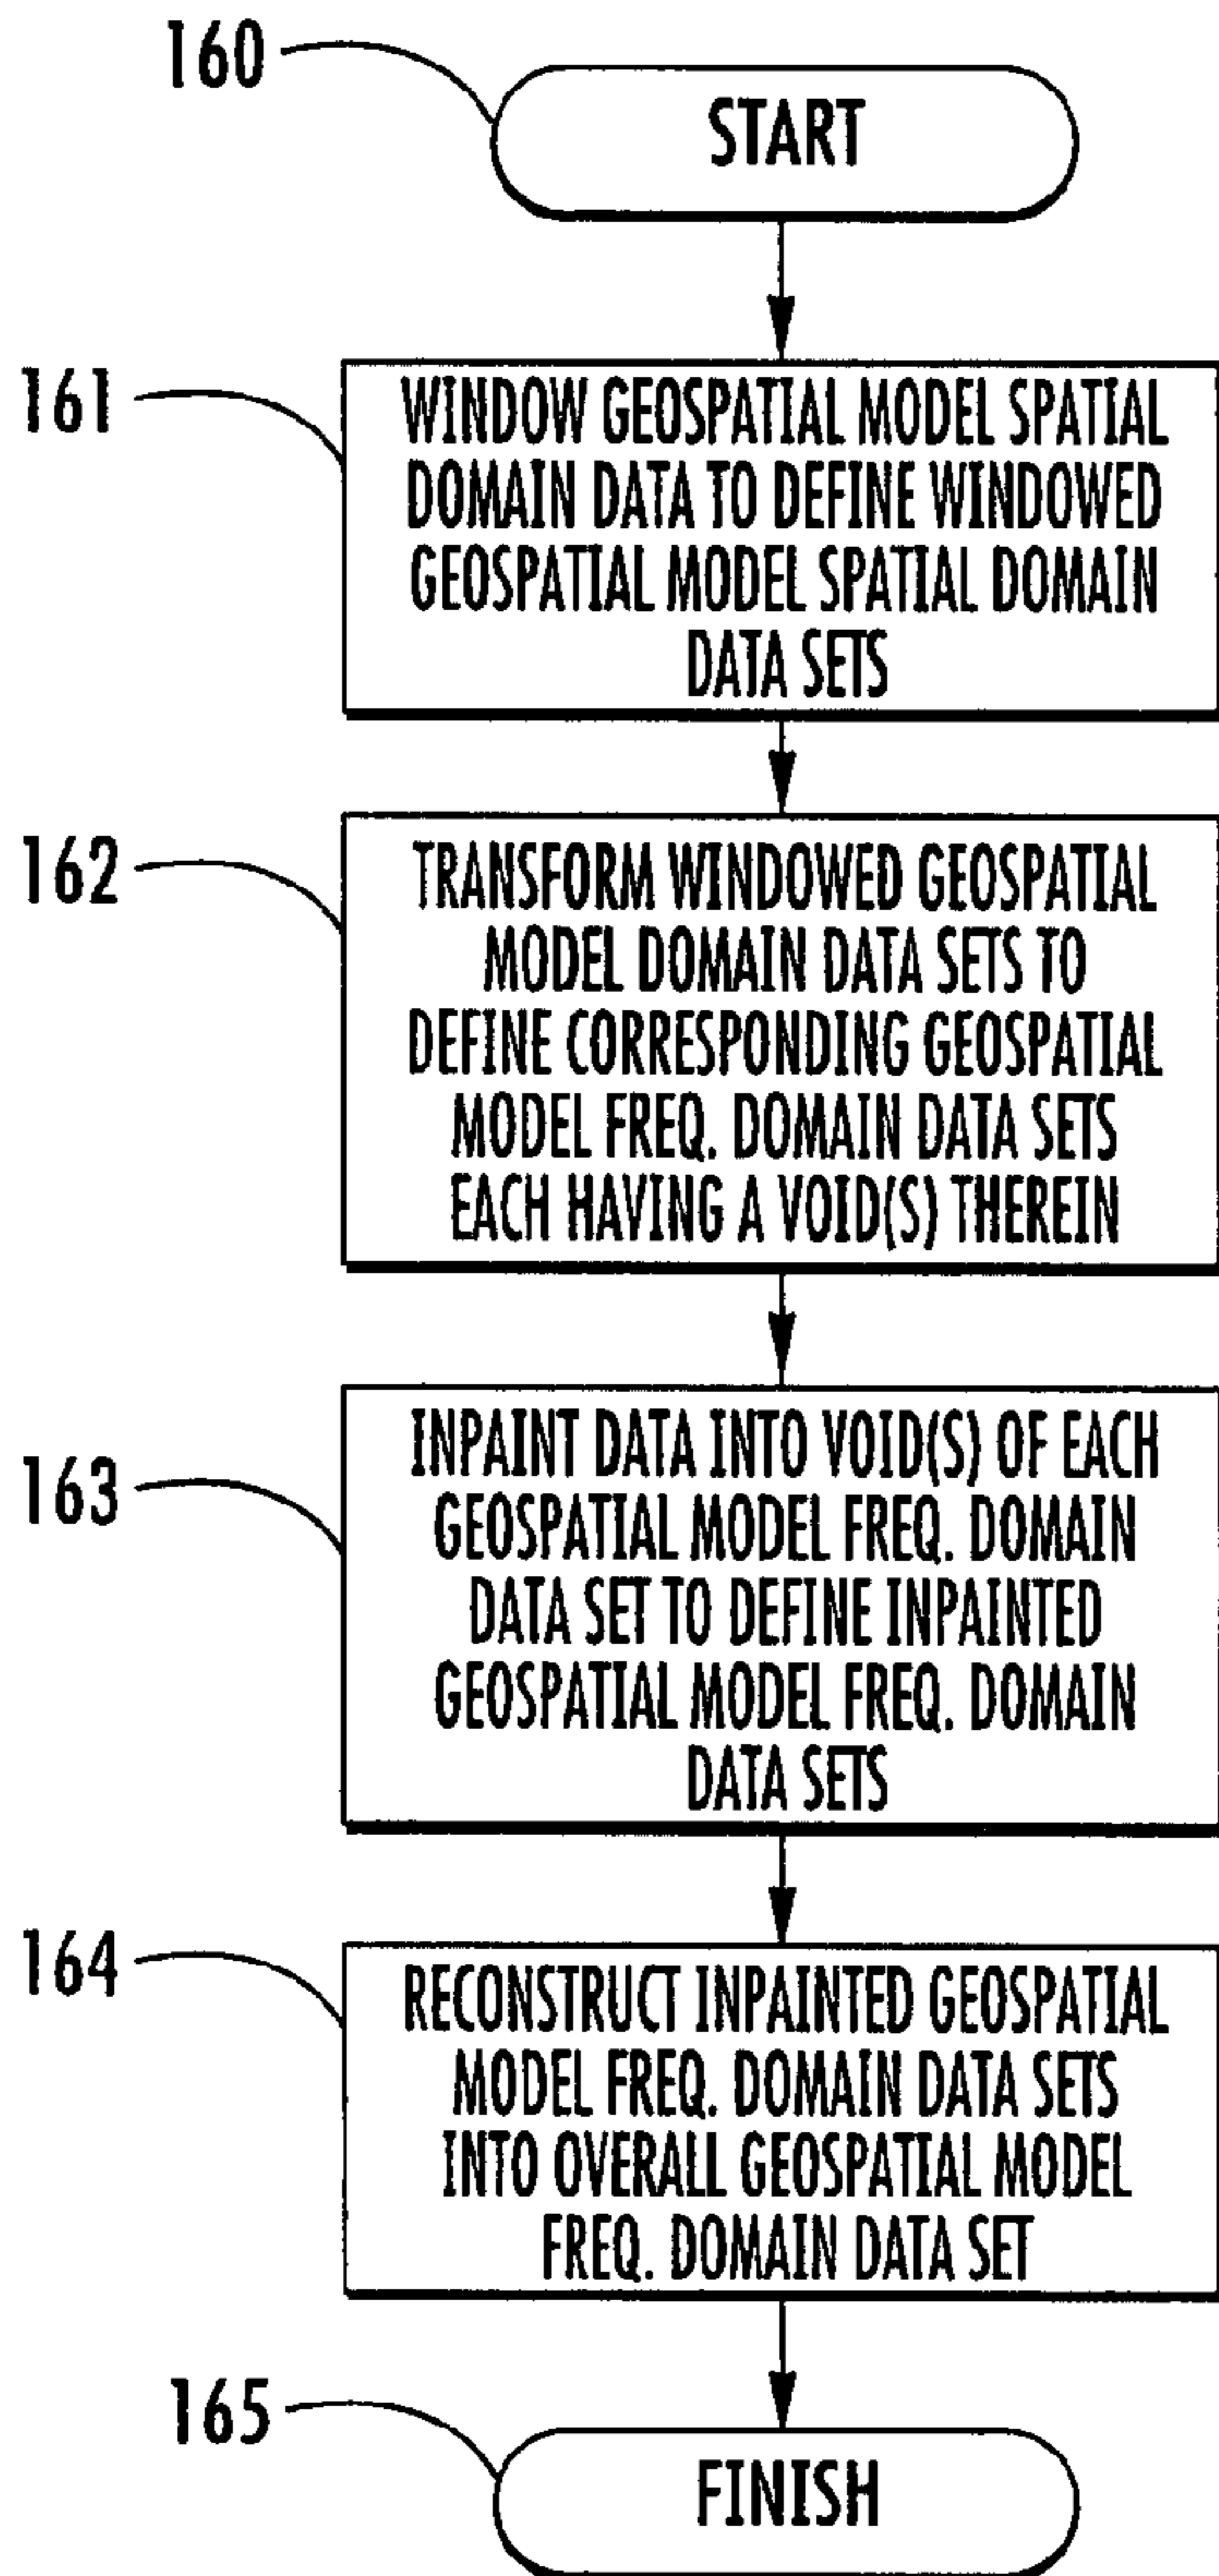 160
START
161
WINDOW GEOSPATIAL MODEL SPATIAL
DOMAIN DATA TO DEFINE WINDOWED
GEOSPATIAL MODEL SPATIAL DOMAIN
DATA SETS
162
TRANSFORM WINDOWED GEOSPATIAL
MODEL DOMAIN DATA SETS TO
DEFINE CORRESPONDING GEOSPATIAL
MODEL FREQ. DOMAIN DATA SETS
EACH HAVING A VOID(S) THEREIN
163
INPAINT DATA INTO VOID(S) OF EACH
GEOSPATIAL MODEL FREQ. DOMAIN
DATA SET TO DEFINE INPAINTED
GEOSPATIAL MODEL FREQ. DOMAIN
DATA SETS
164
RECONSTRUCT INPAINTED GEOSPATIAL
MODEL FREQ. DOMAIN DATA SETS
INTO OVERALL GEOSPATIAL MODEL
FREQ. DOMAIN DATA SET
165
FINISH